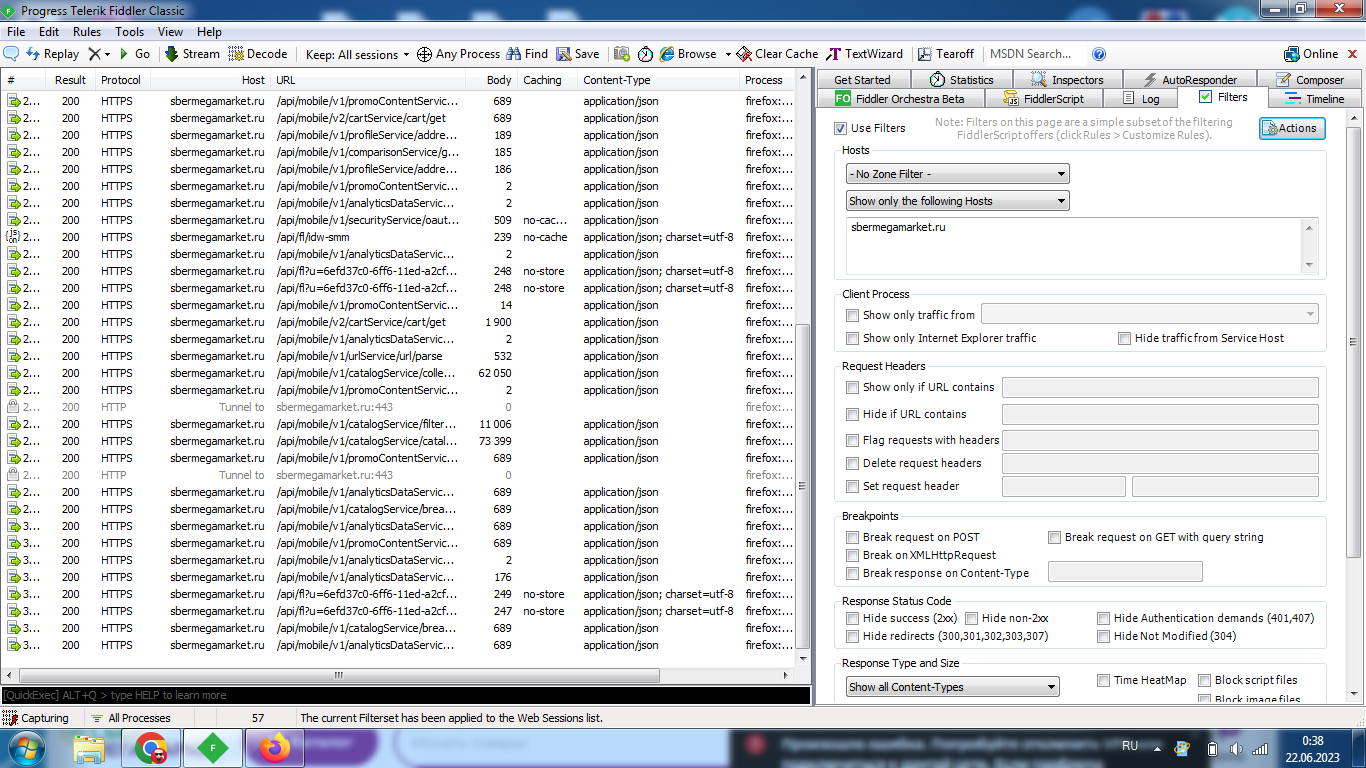 Progress Telerik Fiddler Classic
File Edit Rules Tools View Help
Replay Go Stream Decode Keep: All sessions Any Process Find Save Browse Clear Cache TextWizard Tearoff MSDN Search... Online
# Result Protocol Host URL Body Caching Content-Type Process
2... 200 HTTPS sbermegamarket.ru /api/mobile/v1/promoContentServic... 689 application/json firefox:...
2... 200 HTTPS sbermegamarket.ru /api/mobile/v2/cartService/cart/get 689 application/json firefox:...
2... 200 HTTPS sbermegamarket.ru /api/mobile/v1/profileService/addre... 189 application/json firefox:...
2... 200 HTTPS sbermegamarket.ru /api/mobile/v1/comparisonService/g... 185 application/json firefox:...
2... 200 HTTPS sbermegamarket.ru /api/mobile/v1/profileService/addre... 186 application/json firefox:...
2... 200 HTTPS sbermegamarket.ru /api/mobile/v1/promoContentServic... 2 application/json firefox:...
2... 200 HTTPS sbermegamarket.ru /api/mobile/v1/analyticsDataServic... 2 application/json firefox:...
2... 200 HTTPS sbermegamarket.ru /api/mobile/v1/securityService/oaut... 509 no-cac... application/json firefox:...
2... 200 HTTPS sbermegamarket.ru /api/fl/idw-smm 239 no-cache application/json; charset=utf-8 firefox:...
2... 200 HTTPS sbermegamarket.ru /api/mobile/v1/analyticsDataServic... 2 application/json firefox:...
2... 200 HTTPS sbermegamarket.ru /api/fl?u=6efd37c0-6ff6-11ed-a2cf... 248 no-store application/json; charset=utf-8 firefox:...
2... 200 HTTPS sbermegamarket.ru /api/fl?u=6efd37c0-6ff6-11ed-a2cf... 248 no-store application/json; charset=utf-8 firefox:...
2... 200 HTTPS sbermegamarket.ru /api/mobile/v1/promoContentServic... 14 application/json firefox:...
2... 200 HTTPS sbermegamarket.ru /api/mobile/v2/cartService/cart/get 1 900 application/json firefox:...
2... 200 HTTPS sbermegamarket.ru /api/mobile/v1/analyticsDataServic... 2 application/json firefox:...
2... 200 HTTPS sbermegamarket.ru /api/mobile/v1/urlService/url/parse 532 application/json firefox:...
2... 200 HTTPS sbermegamarket.ru /api/mobile/v1/catalogService/colle... 62 050 application/json firefox:...
2... 200 HTTPS sbermegamarket.ru /api/mobile/v1/promoContentServic... 2 application/json firefox:...
2... 200 HTTP Tunnel to sbermegamarket.ru:443 0 firefox:...
2... 200 HTTPS sbermegamarket.ru /api/mobile/v1/catalogService/filter... 11 006 application/json firefox:...
2... 200 HTTPS sbermegamarket.ru /api/mobile/v1/catalogService/catal... 73 399 application/json firefox:...
2... 200 HTTPS sbermegamarket.ru /api/mobile/v1/promoContentServic... 689 application/json firefox:...
2... 200 HTTP Tunnel to sbermegamarket.ru:443 0 firefox:...
2... 200 HTTPS sbermegamarket.ru /api/mobile/v1/analyticsDataServic... 689 application/json firefox:...
2... 200 HTTPS sbermegamarket.ru /api/mobile/v1/catalogService/brea... 689 application/json firefox:...
3... 200 HTTPS sbermegamarket.ru /api/mobile/v1/analyticsDataServic... 689 application/json firefox:...
3... 200 HTTPS sbermegamarket.ru /api/mobile/v1/promoContentServic... 689 application/json firefox:...
3... 200 HTTPS sbermegamarket.ru /api/mobile/v1/analyticsDataServic... 2 application/json firefox:...
3... 200 HTTPS sbermegamarket.ru /api/mobile/v1/analyticsDataServic... 176 application/json firefox:...
3... 200 HTTPS sbermegamarket.ru /api/fl?u=6efd37c0-6ff6-11ed-a2cf... 249 no-store application/json; charset=utf-8 firefox:...
3... 200 HTTPS sbermegamarket.ru /api/fl?u=6efd37c0-6ff6-11ed-a2cf... 247 no-store application/json; charset=utf-8 firefox:...
3... 200 HTTPS sbermegamarket.ru /api/mobile/v1/catalogService/brea... 689 application/json firefox:...
3... 200 HTTPS sbermegamarket.ru /api/mobile/v1/analyticsDataServic... 689 application/json firefox:...
[QuickExec] ALT+Q > type HELP to learn more
Get Started Statistics Inspectors AutoResponder Composer
FO Fiddler Orchestra Beta FiddlerScript Log Filters Timeline
Use Filters
Note: Filters on this page are a simple subset of the filtering
FiddlerScript offers (click Rules > Customize Rules).
Actions
Hosts
- No Zone Filter -
Show only the following Hosts
sbermegamarket.ru
Client Process
Show only traffic from
Show only Internet Explorer traffic Hide traffic from Service Host
Request Headers
Show only if URL contains
Hide if URL contains
Flag requests with headers
Delete request headers
Set request header
Breakpoints
Break request on POST Break request on GET with query string
Break on XMLHttpRequest
Break response on Content-Type
Response Status Code
Hide success (2xx) Hide non-2xx Hide Authentication demands (401,407)
Hide redirects (300,301,302,303,307) Hide Not Modified (304)
Response Type and Size
Show all Content-Types Time HeatMap Block script files
Block image files
Capturing All Processes 57 The current Filterset has been applied to the Web Sessions list.
RU 0:38
22.06.2023